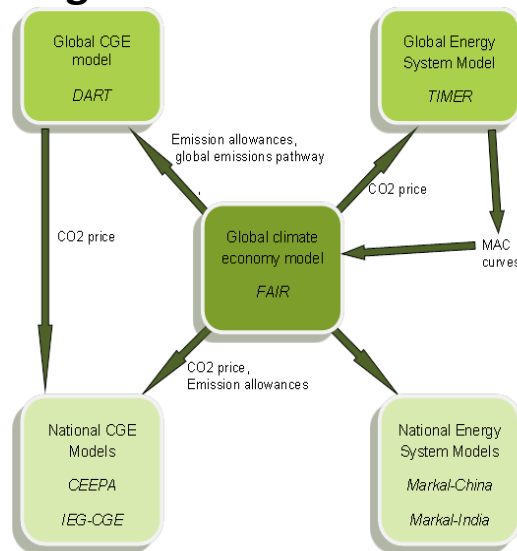 Global CGE
model
DART
Global Energy
System Model
TIMER
Emission allowances,
global emissions pathway
,
CO2 price
CO2 price
Global climate
economy model
FAIR
MAC
curves
CO2 price,
Emission allowances
National CGE
Models
CEEPA
IEG-CGE
National Energy
System Models
Markal-China
Markal-India